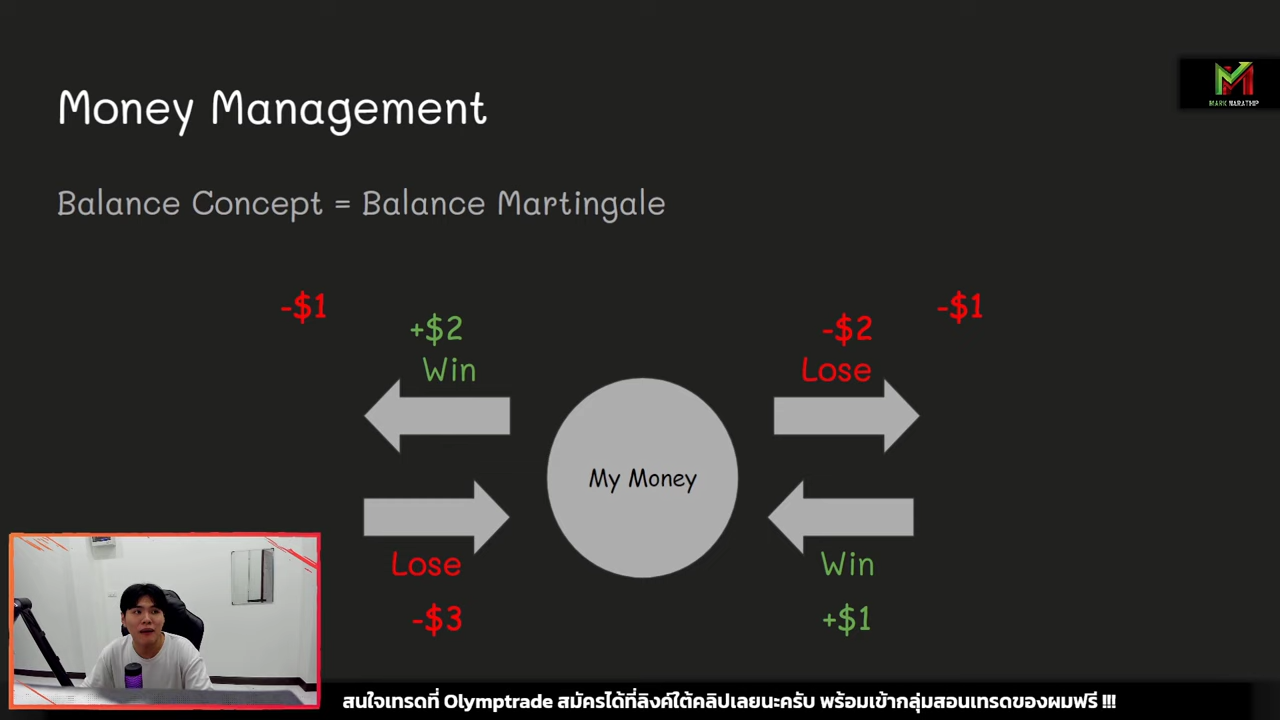 Money Management
MARK NARATHIP
Balance Concept = Balance Martingale
-$1
+$2
Win
-$2
Lose
-$1
My Money
Lose
-$3
Win
+$1
สนใจเทรดที่ Olymptrade สมัครได้ที่ลิงค์ใต้คลิปเลยนะครับ พร้อมเข้ากลุ่มสอนเทรดของผมฟรี !!!